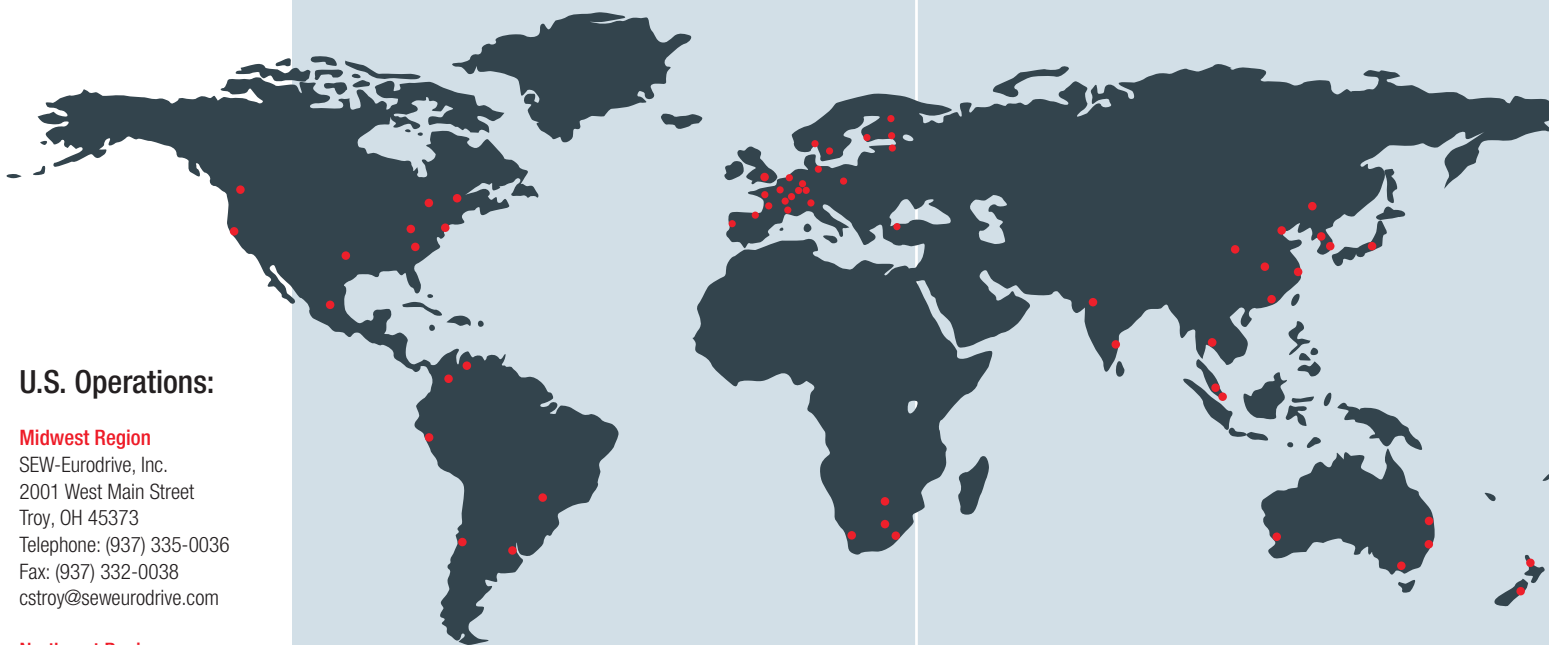 U.S. Operations:
Midwest Region
SEW-Eurodrive, Inc.
2001 West Main Street
Troy, OH 45373
Telephone: (937) 335-0036
Fax: (937) 332-0038
cstroy@seweurodrive.com